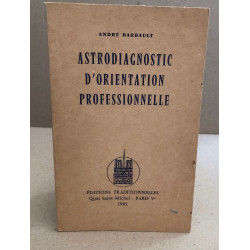 ANDRÉ BARBAULT
ASTRODIAGNOSTIC
D'ORIENTATION
PROFESSIONNELLE
ÉDITIONS TRADITIONNELLES
Quai Saint-Michel - PARIS Vᵉ
1961